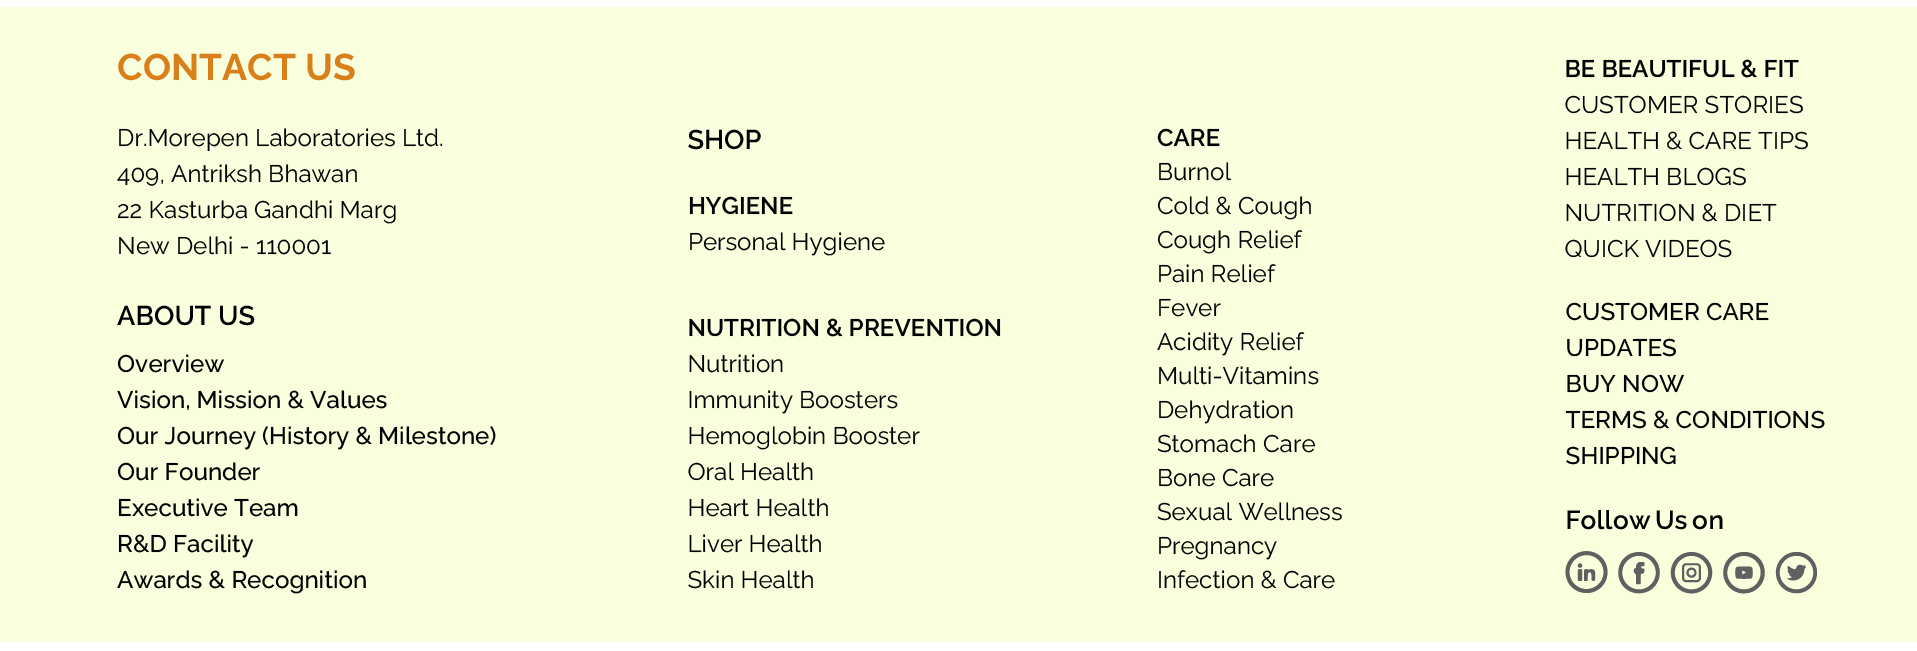 CONTACT US
Dr.Morepen Laboratories Ltd.
409, Antriksh Bhawan
22 Kasturba Gandhi Marg
New Delhi - 110001
ABOUT US
Overview
Vision, Mission & Values
Our Journey (History & Milestone)
Our Founder
Executive Team
R&D Facility
Awards & Recognition
SHOP
HYGIENE
Personal Hygiene
NUTRITION & PREVENTION
Nutrition
Immunity Boosters
Hemoglobin Booster
Oral Health
Heart Health
Liver Health
Skin Health
CARE
Burnol
Cold & Cough
Cough Relief
Pain Relief
Fever
Acidity Relief
Multi-Vitamins
Dehydration
Stomach Care
Bone Care
Sexual Wellness
Pregnancy
Infection & Care
BE BEAUTIFUL & FIT
CUSTOMER STORIES
HEALTH & CARE TIPS
HEALTH BLOGS
NUTRITION & DIET
QUICK VIDEOS
CUSTOMER CARE
UPDATES
BUY NOW
TERMS & CONDITIONS
SHIPPING
Follow Us on